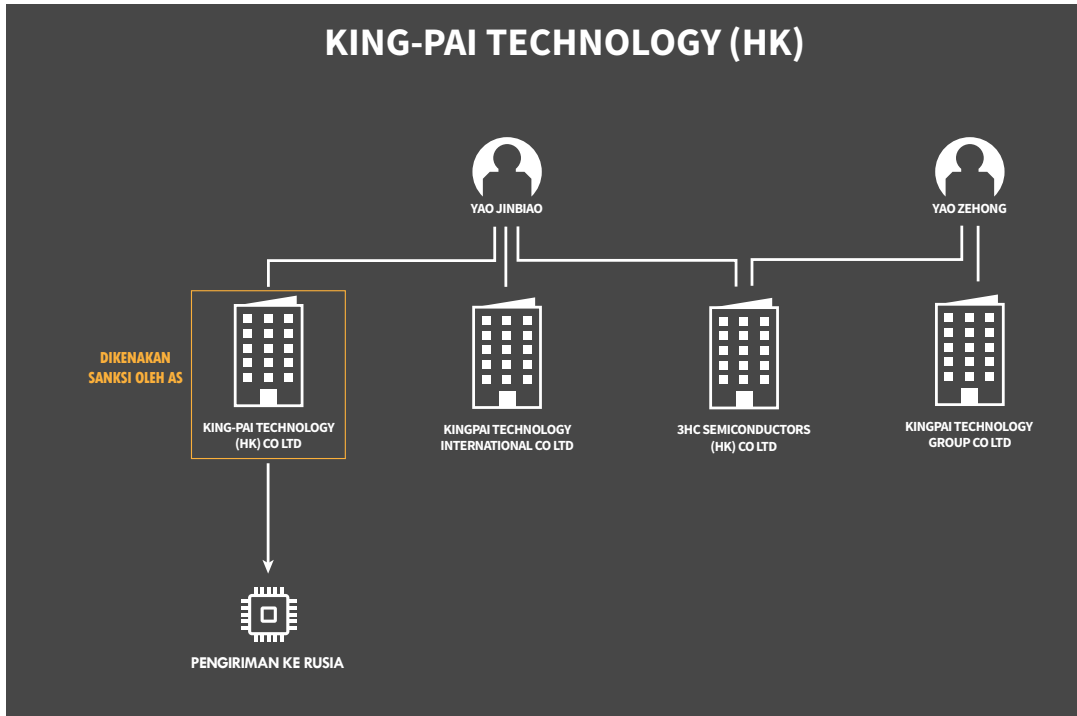 KING-PAI TECHNOLOGY (HK)
YAO JINBIAO
YAO ZEHONG
DIKENAKAN
SANKSI OLEH AS
KING-PAI TECHNOLOGY
(HK) CO LTD
KINGPAI TECHNOLOGY
INTERNATIONAL CO LTD
3HC SEMICONDUCTORS
(HK) CO LTD
KINGPAI TECHNOLOGY
GROUP CO LTD
PENGIRIMAN KE RUSIA